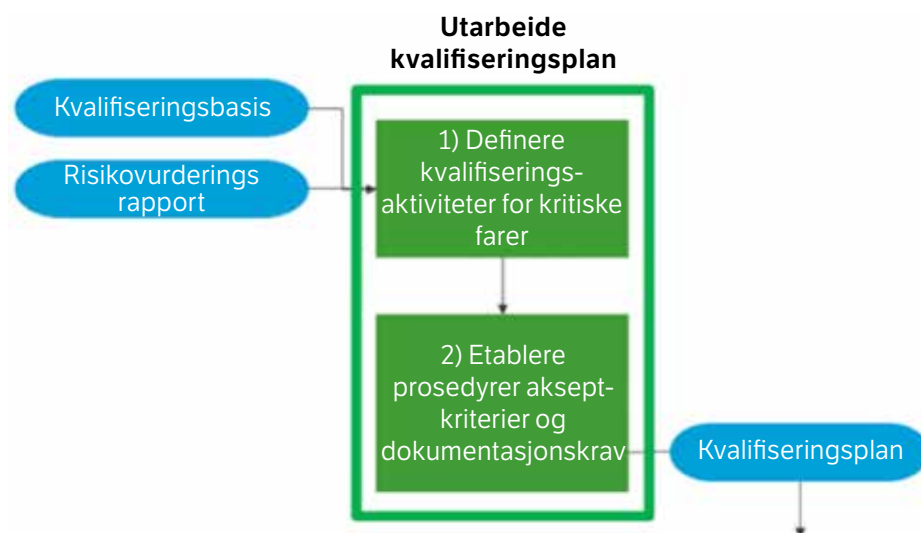 Utarbeide
kvalifiseringsplan
Kvalifiseringsbasis
Risikovurderings
rapport
1) Definere
kvalifiserings-
aktiviteter for kritiske
farer
2) Etablere
prosedyrer aksept-
kriterier og
dokumentasjonskrav
Kvalifiseringsplan